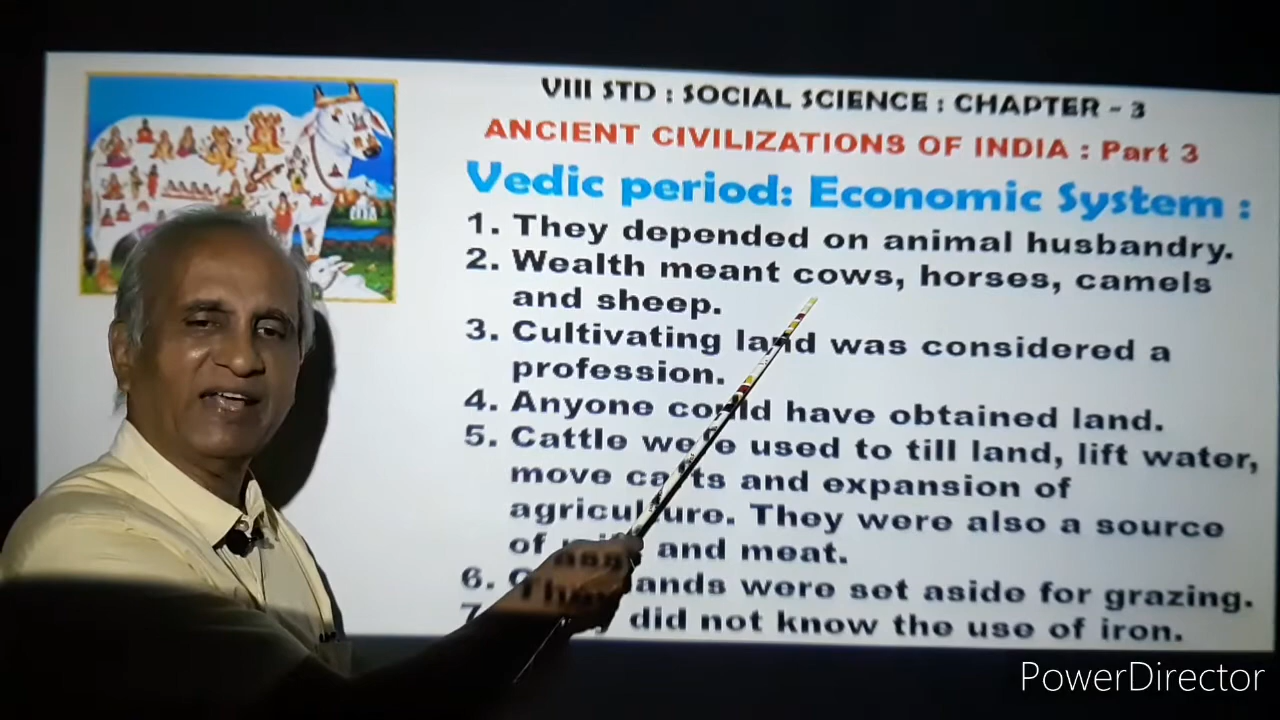 VIII STD : SOCIAL SCIENCE : CHAPTER - 3
ANCIENT CIVILIZATIONS OF INDIA : Part 3
Vedic period: Economic System :
1. They depended on animal husbandry.
2. Wealth meant cows, horses, camels
and sheep.
3. Cultivating land was considered a
profession.
4. Anyone could have obtained land.
5. Cattle were used to till land, lift water,
move carts and expansion of
agriculture. They were also a source
of and meat.
6. were set aside for grazing.
7. did not know the use of iron.
PowerDirector